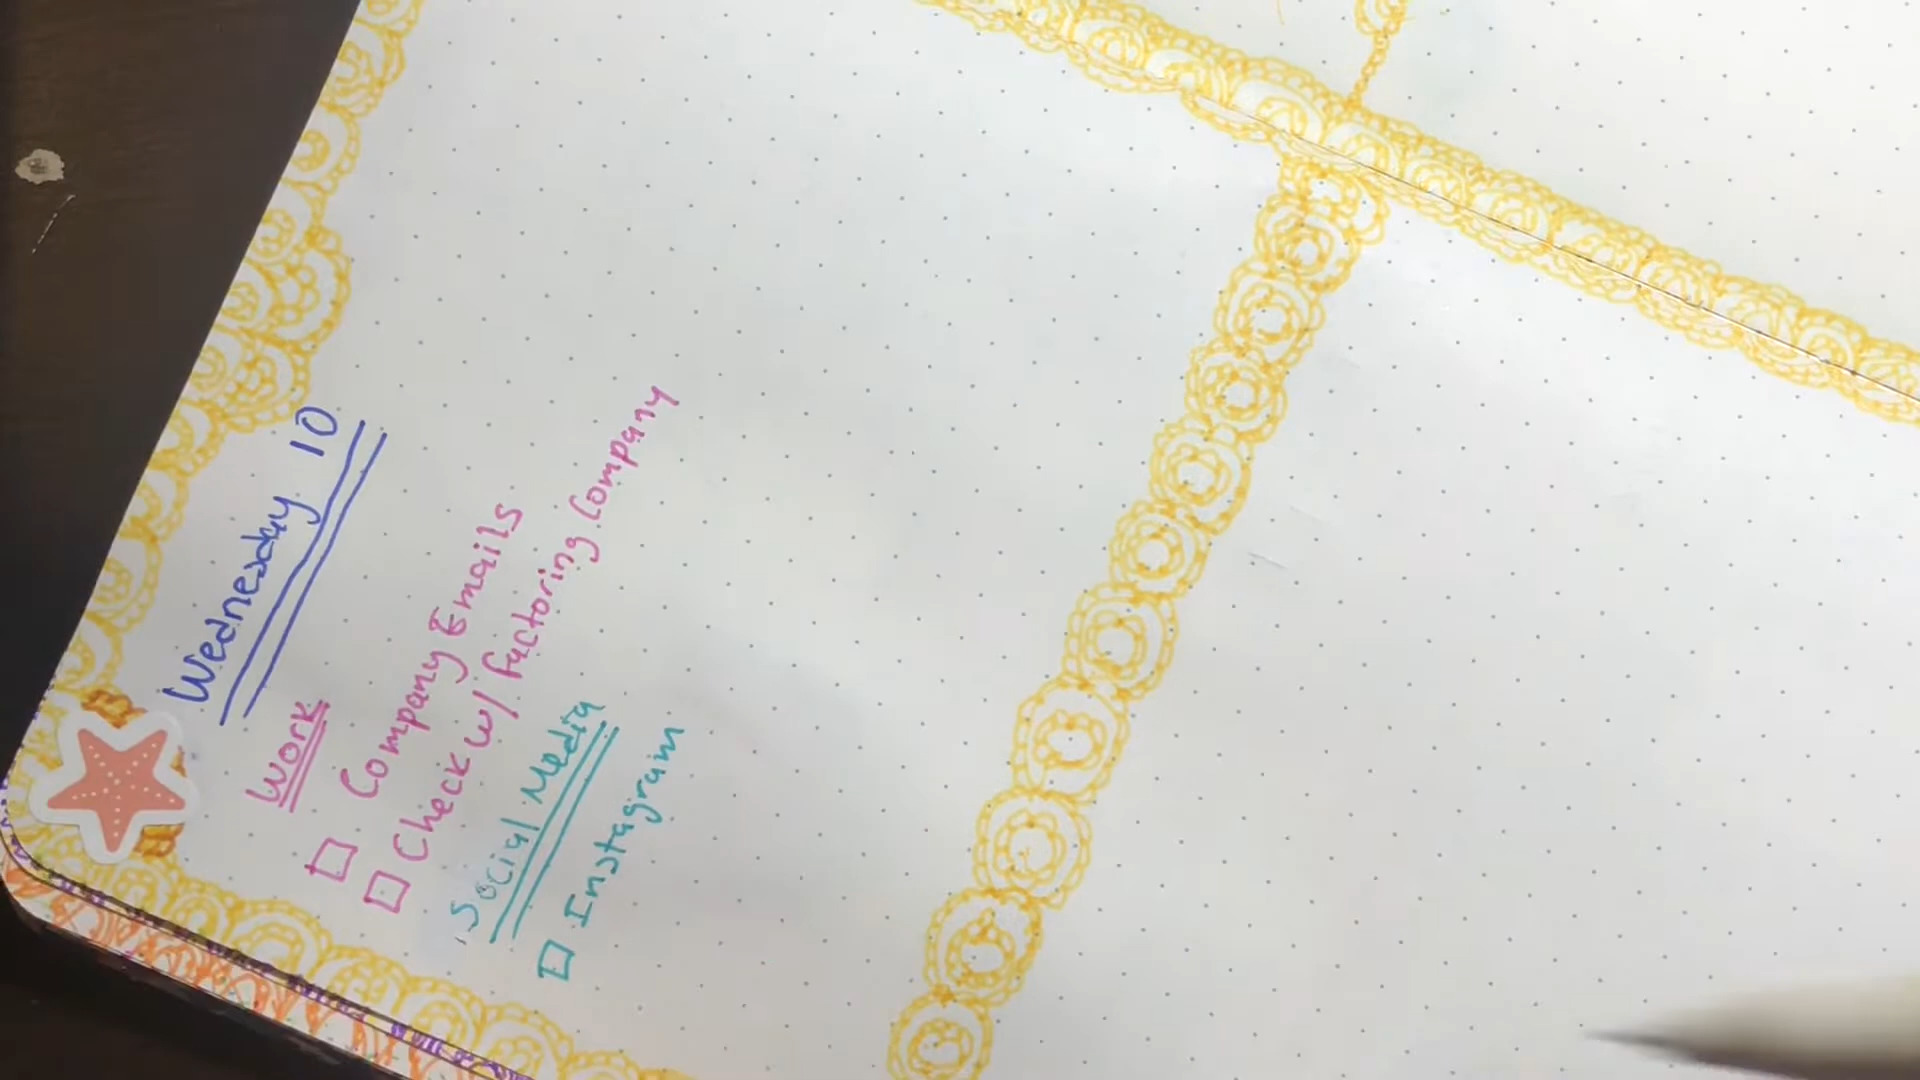 Wednesday 10
Work
Company Emails
Check w/ factoring Company
Social Media
Instagram